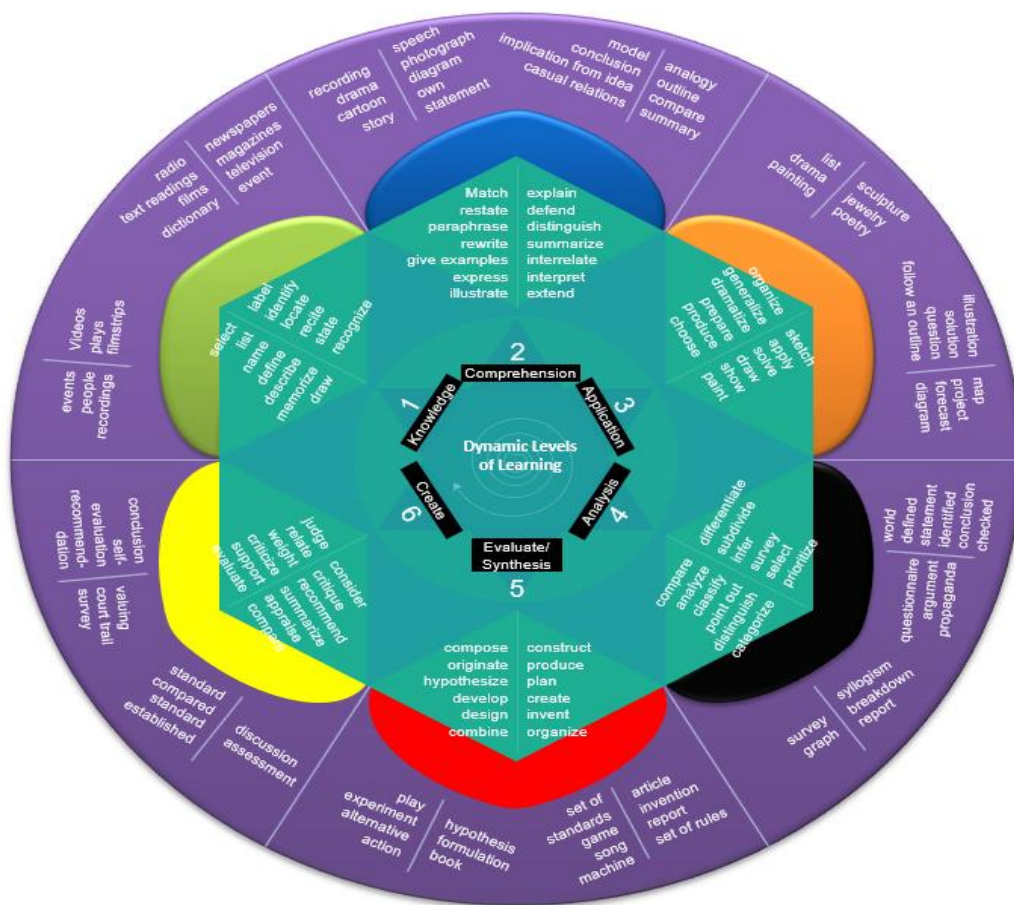 Dynamic Levels
of Learning
1
Knowledge
2
Comprehension
3
Application
4
Analysis
Evaluate/
Synthesis
5
6
Create
label
identify
locate
recite
state
recognize
select
list
name
define
describe
memorize
draw
Match
restate
paraphrase
rewrite
give examples
express
illustrate
explain
defend
distinguish
summarize
interrelate
interpret
extend
organize
generalize
dramatize
prepare
produce
choose
sketch
apply
solve
draw
show
paint
differentiate
subdivide
infer
survey
select
prioritize
compare
analyze
classify
point out
distinguish
categorize
compose
originate
hypothesize
develop
design
combine
construct
produce
plan
create
invent
organize
judge
relate
weight
criticize
support
evaluate
consider
critique
recommend
summarize
appraise
compare
Videos
plays
filmstrips
events
people
recordings
radio
text readings
films
dictionary
newspapers
magazines
television
event
recording
drama
cartoon
story
speech
photograph
diagram
own
statement
model
conclusion
implication from idea
casual relations
analogy
outline
compare
summary
list
drama
painting
sculpture
jewelry
poetry
illustration
solution
question
follow an outline
map
project
forecast
diagram
world
defined
statement
identified
conclusion
checked
questionnaire
argument
propaganda
syllogism
breakdown
report
survey
graph
article
invention
report
set of rules
set of
standards
game
song
machine
hypothesis
formulation
book
play
experiment
alternative
action
discussion
assessment
standard
compared
standard
established
valuing
court trail
survey
conclusion
self-
evaluation
recommend-
dation